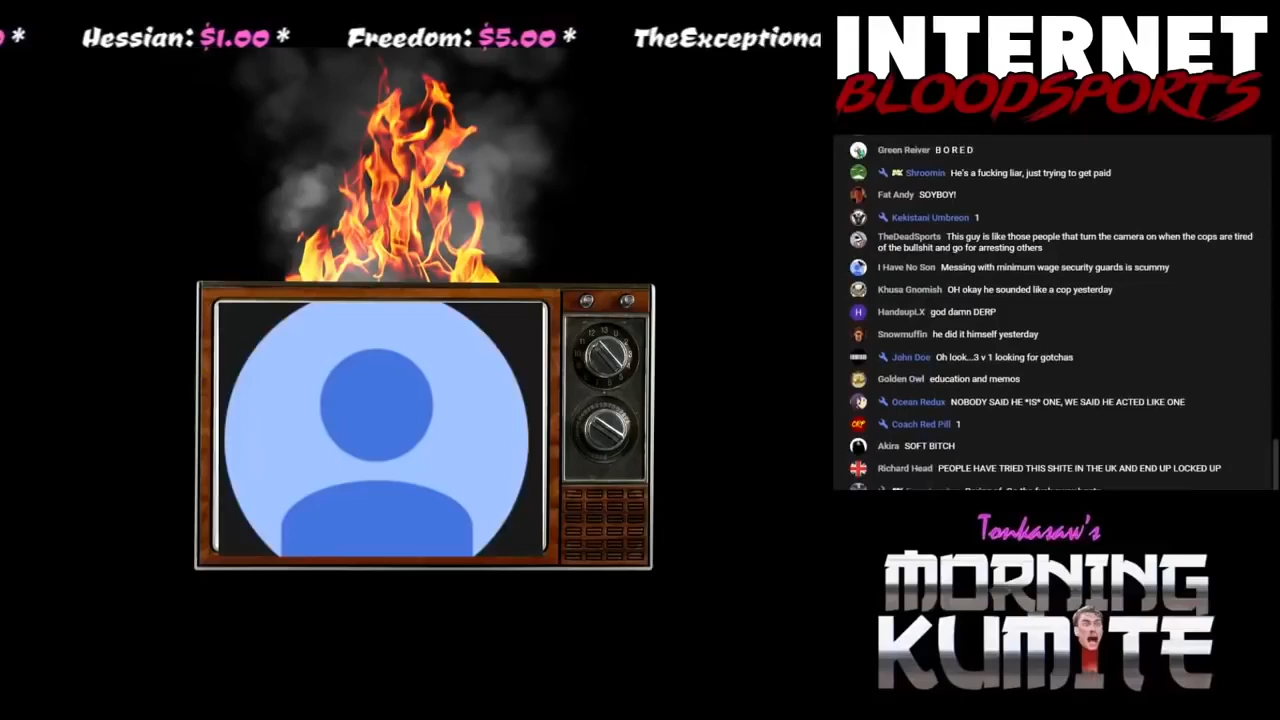 *
Hessian: $1.00 *
Freedom: $5.00 *
TheExceptiona
INTERNET
BLOODSPORTS
Green Reiver B O R E D
Shroomin He's a fucking liar, just trying to get paid
Fat Andy SOYBOY!
Kekistani Umbreon 1
TheDeadSports This guy is like those people that turn the camera on when the cops are tired
of the bullshit and go for arresting others
I Have No Son Messing with minimum wage security guards is scummy
Khusa Gnomish OH okay he sounded like a cop yesterday
H
HandsupLX god damn DERP
Snowmuffin he did it himself yesterday
John Doe Oh look...3 v 1 looking for gotchas
Golden Owl education and memos
Ocean Redux NOBODY SAID HE *IS* ONE, WE SAID HE ACTED LIKE ONE
CRP
Coach Red Pill 1
Akira SOFT BITCH
Richard Head PEOPLE HAVE TRIED THIS SHITE IN THE UK AND END UP LOCKED UP
Tonkasaw's
MORNING
KUMITE